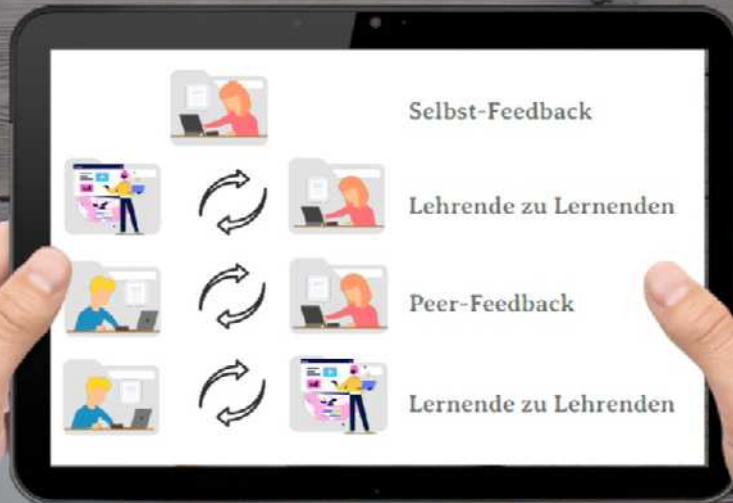 Selbst-Feedback
Lehrende zu Lernenden
Peer-Feedback
Lernende zu Lehrenden